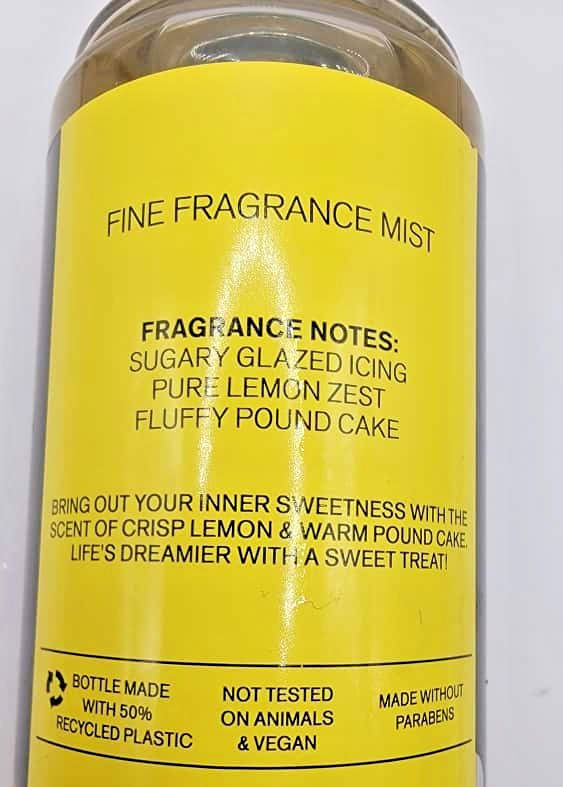 FINE FRAGRANCE MIST
FRAGRANCE NOTES:
SUGARY GLAZED ICING
PURE LEMON ZEST
FLUFFY POUND CAKE
BRING OUT YOUR INNER SWEETNESS WITH THE
SCENT OF CRISP LEMON & WARM POUND CAKE.
LIFE'S DREAMIER WITH A SWEET TREAT!
BOTTLE MADE
WITH 50%
RECYCLED PLASTIC
NOT TESTED
ON ANIMALS
& VEGAN
MADE WITHOUT
PARABENS